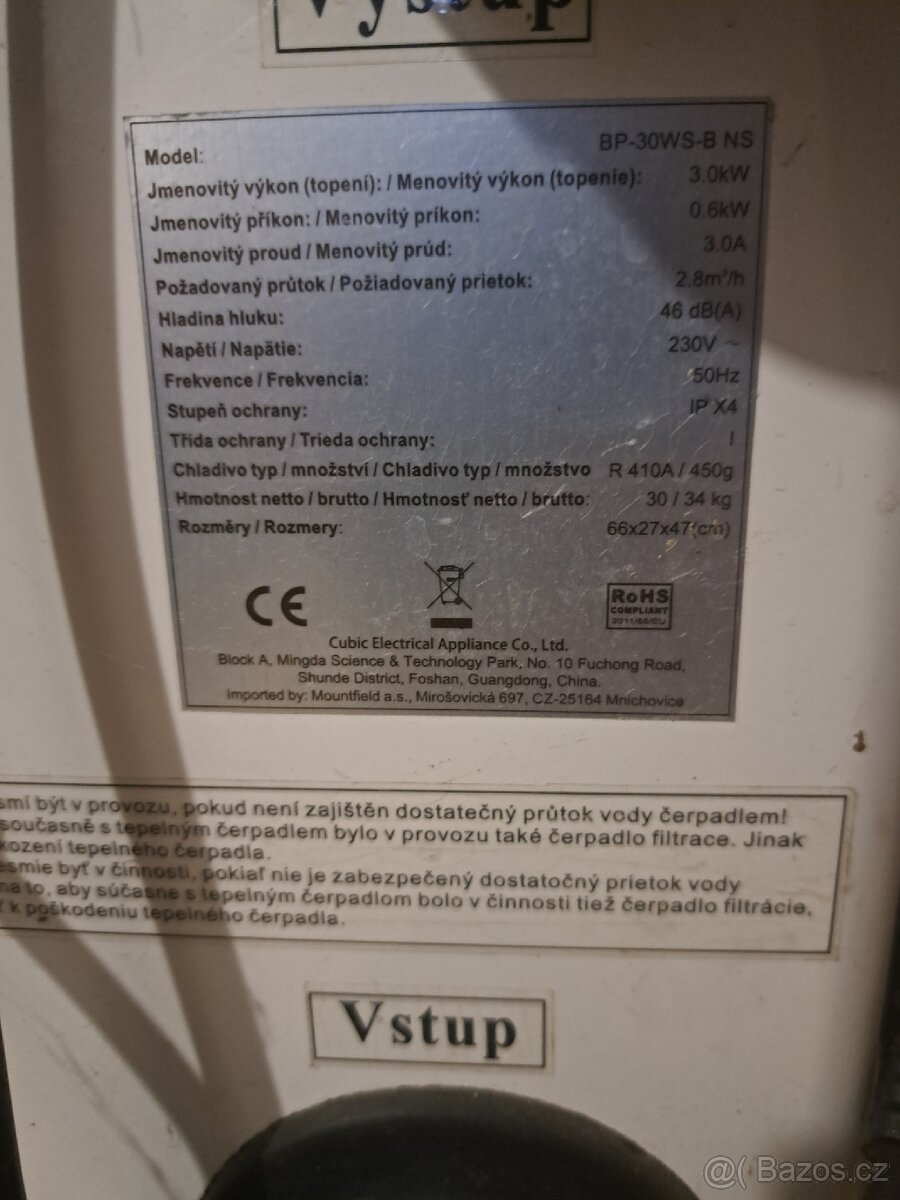 Výstup
Model: BP-30WS-B NS
Jmenovitý výkon (topení): / Menovitý výkon (topenie): 3.0kW
Jmenovitý příkon: / Menovitý príkon: 0.6kW
Jmenovitý proud / Menovitý prúd: 3.0A
Požadovaný průtok / Požiadovaný prietok: 2.8m³/h
Hladina hluku: 46 dB(A)
Napětí / Napätie: 230V ~
Frekvence / Frekvencia: 50Hz
Stupeň ochrany: IP X4
Třída ochrany / Trieda ochrany: I
Chladivo typ / množství / Chladivo typ / množstvo R 410A / 450g
Hmotnost netto / brutto / Hmotnosť netto / brutto: 30 / 34 kg
Rozměry / Rozmery: 66x27x47(cm)
CE
RoHS
COMPLIANT
2011/65/EU
Cubic Electrical Appliance Co., Ltd.
Block A, Mingda Science & Technology Park, No. 10 Fuchong Road,
Shunde District, Foshan, Guangdong, China.
Imported by: Mountfield a.s., Mirošovická 697, CZ-25164 Mnichovice
smí být v provozu, pokud není zajištěn dostatečný průtok vody čerpadlem!
současně s tepelným čerpadlem bylo v provozu také čerpadlo filtrace. Jinak
kození tepelného čerpadla.
esmie byť v činnosti, pokiaľ nie je zabezpečený dostatočný prietok vody
na to, aby súčasne s tepelným čerpadlom bolo v činnosti tiež čerpadlo filtrácie,
ť k poškodeniu tepelného čerpadla.
Vstup
@( Bazos.cz